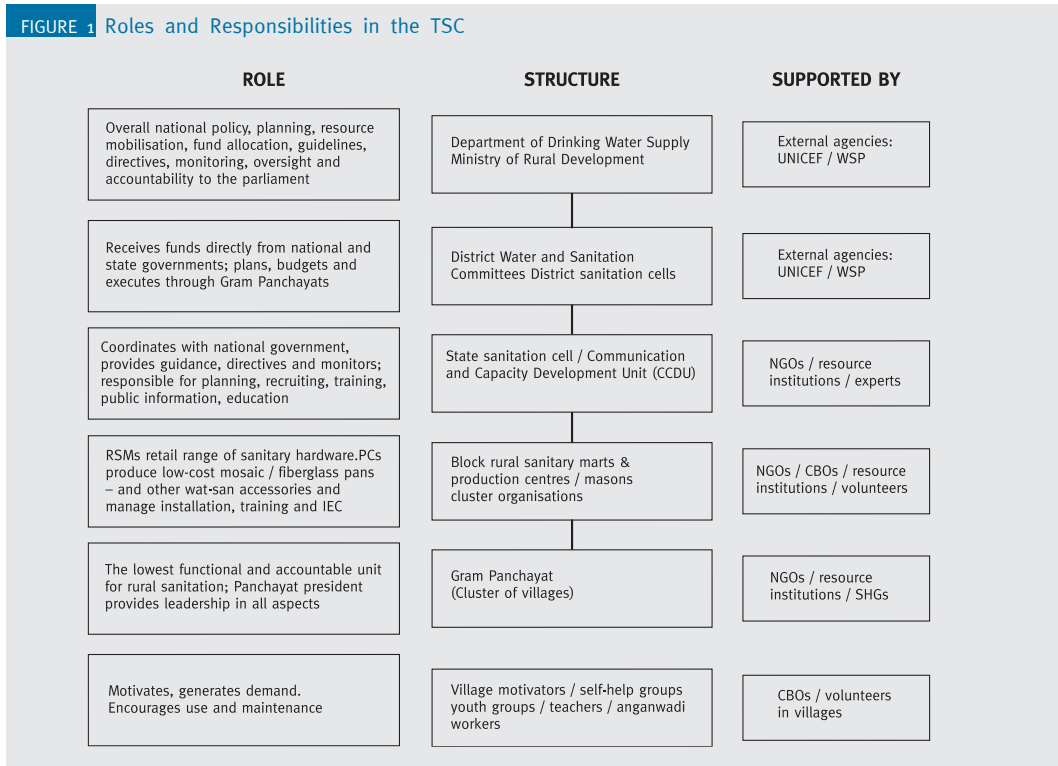 FIGURE 1 Roles and Responsibilities in the TSC
ROLE
STRUCTURE
SUPPORTED BY
Overall national policy, planning, resource
mobilisation, fund allocation, guidelines,
directives, monitoring, oversight and
accountability to the parliament
Department of Drinking Water Supply
Ministry of Rural Development
External agencies:
UNICEF / WSP
Receives funds directly from national and
state governments; plans, budgets and
executes through Gram Panchayats
District Water and Sanitation
Committees District sanitation cells
External agencies:
UNICEF / WSP
Coordinates with national government,
provides guidance, directives and monitors;
responsible for planning, recruiting, training,
public information, education
State sanitation cell / Communication
and Capacity Development Unit (CCDU)
NGOs / resource
institutions / experts
RSMs retail range of sanitary hardware.PCs
produce low-cost mosaic / fiberglass pans
– and other wat-san accessories and
manage installation, training and IEC
Block rural sanitary marts &
production centres / masons
cluster organisations
NGOs / CBOs / resource
institutions / volunteers
The lowest functional and accountable unit
for rural sanitation; Panchayat president
provides leadership in all aspects
Gram Panchayat
(Cluster of villages)
NGOs / resource
institutions / SHGs
Motivates, generates demand.
Encourages use and maintenance
Village motivators / self-help groups
youth groups / teachers / anganwadi
workers
CBOs / volunteers
in villages